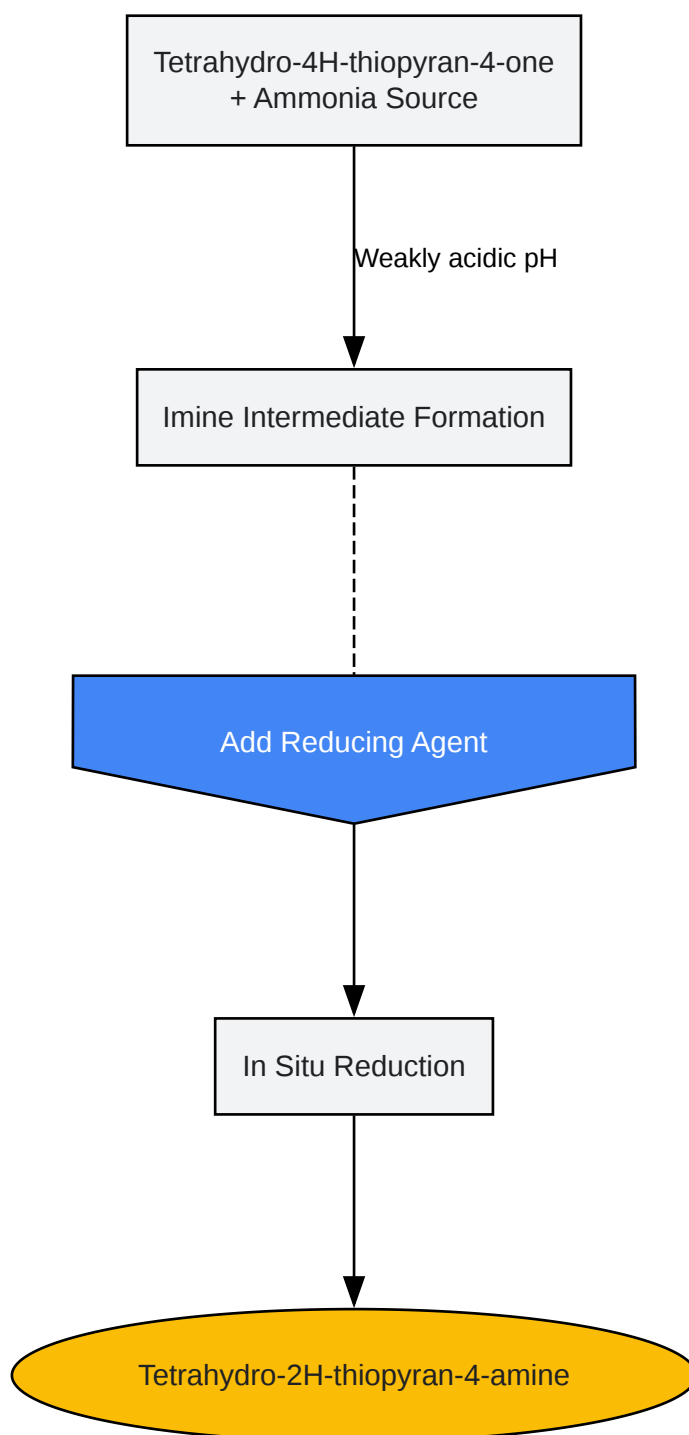 Tetrahydro-4H-thiopyran-4-one
+ Ammonia Source
Weakly acidic pH
Imine Intermediate Formation
Add Reducing Agent
In Situ Reduction
Tetrahydro-2H-thiopyran-4-amine